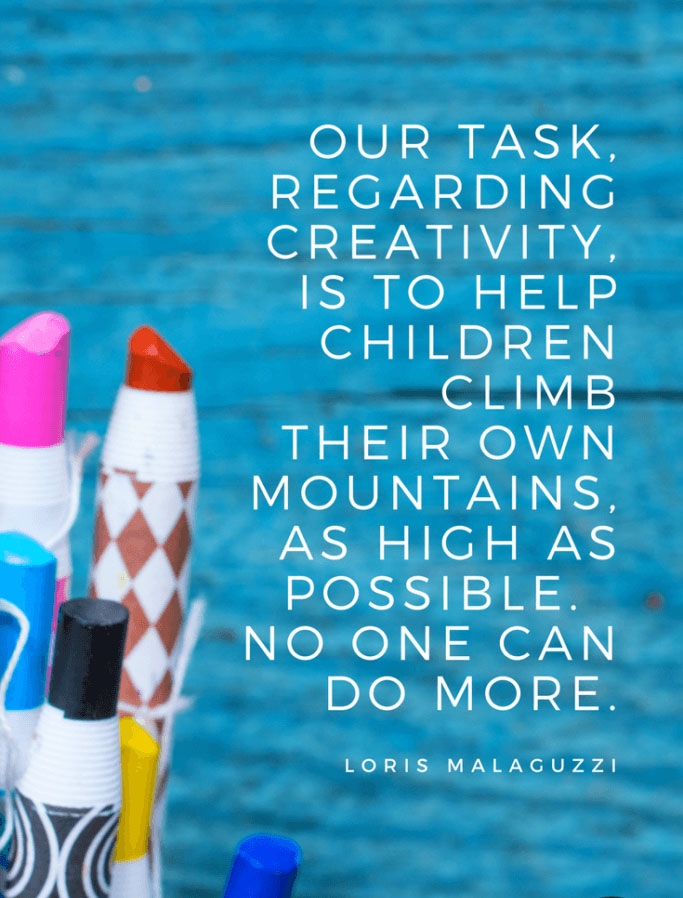 OUR TASK,
REGARDING
CREATIVITY,
IS TO HELP
CHILDREN
CLIMB
THEIR OWN
MOUNTAINS,
AS HIGH AS
POSSIBLE.
NO ONE CAN
DO MORE.
LORIS MALAGUZZI